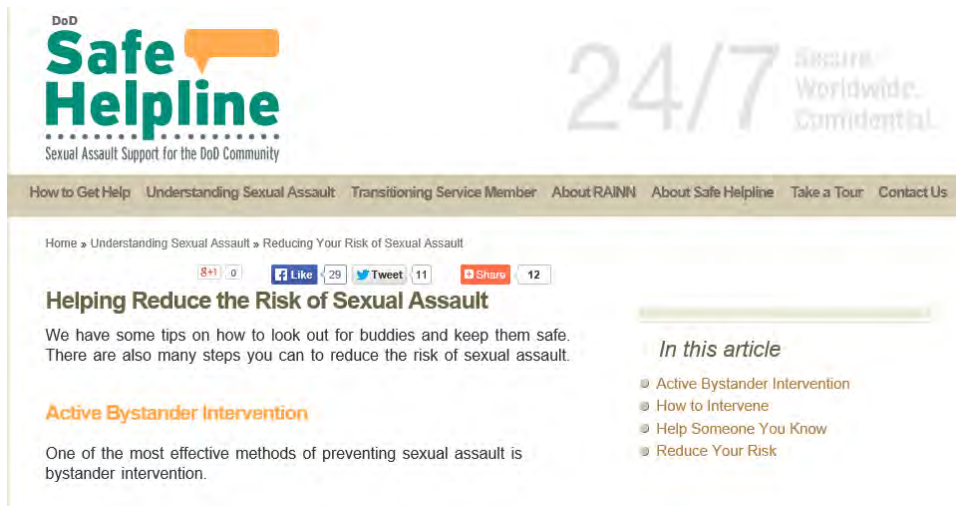 DoD
Safe
Helpline
Sexual Assault Support for the DoD Community
24/7
Secure.
Worldwide.
Confidential.
How to Get Help Understanding Sexual Assault Transitioning Service Member About RAINN About Safe Helpline Take a Tour Contact Us
Home » Understanding Sexual Assault » Reducing Your Risk of Sexual Assault
g+1 0 Like 29 Tweet 11 Share 12
Helping Reduce the Risk of Sexual Assault
We have some tips on how to look out for buddies and keep them safe.
There are also many steps you can to reduce the risk of sexual assault.
Active Bystander Intervention
One of the most effective methods of preventing sexual assault is
bystander intervention.
In this article
Active Bystander Intervention
How to Intervene
Help Someone You Know
Reduce Your Risk